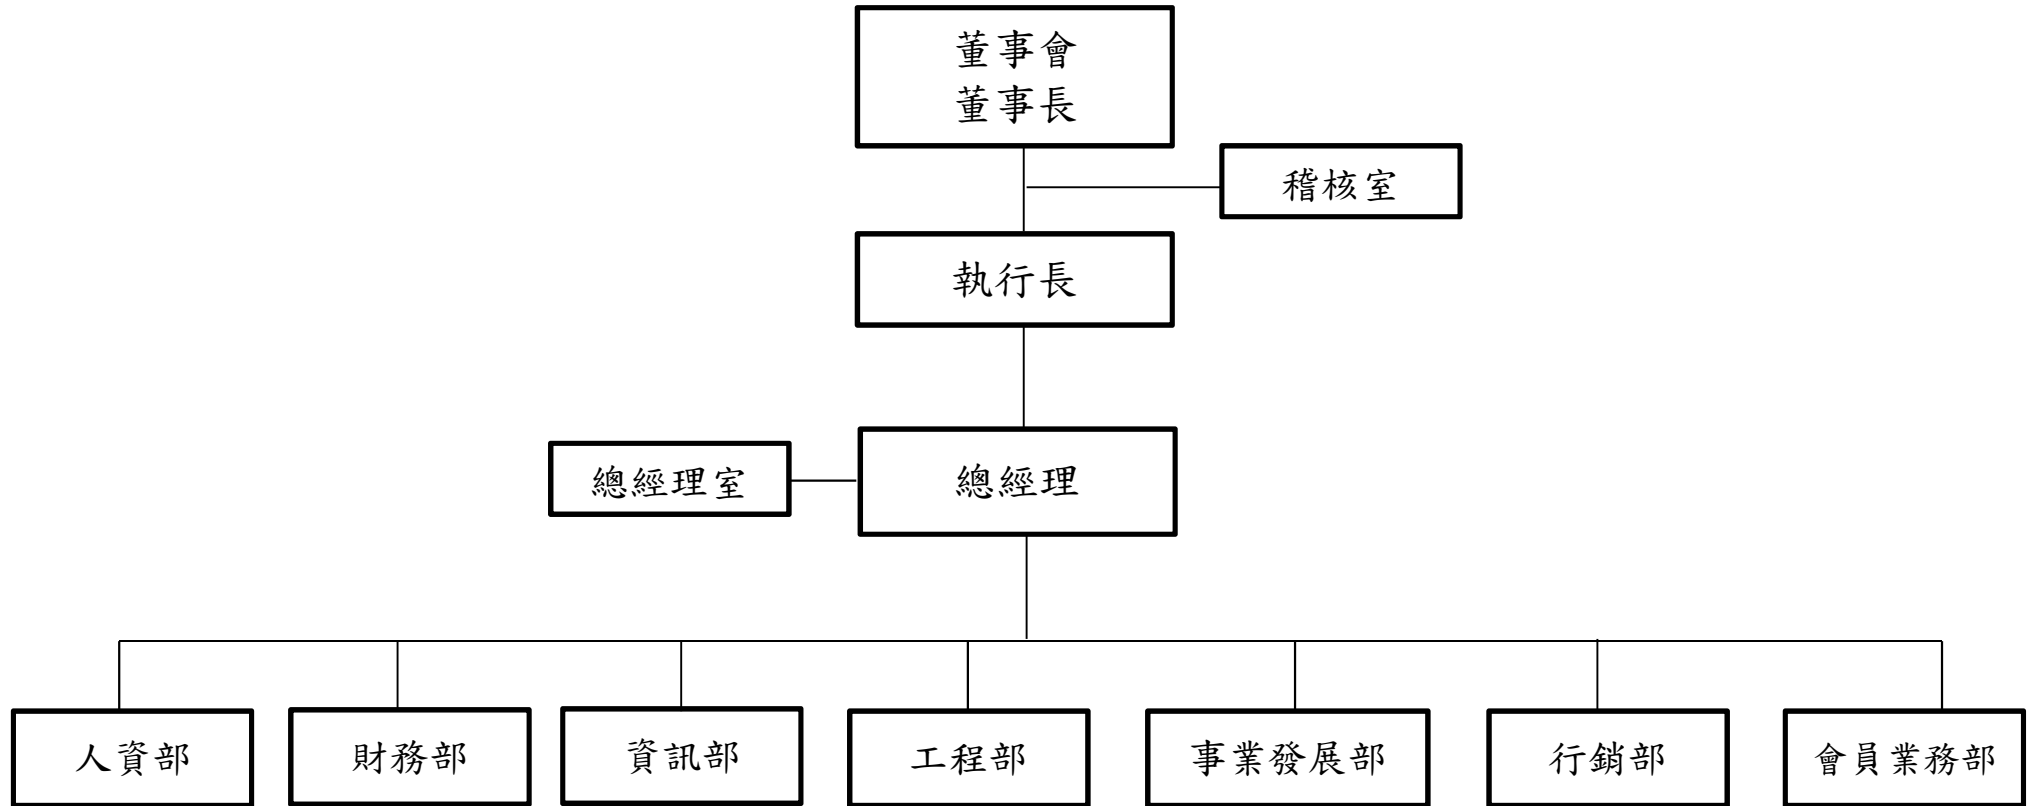 董事會
董事長
稽核室
執行長
總經理室
總經理
人資部
財務部
資訊部
工程部
事業發展部
行銷部
會員業務部